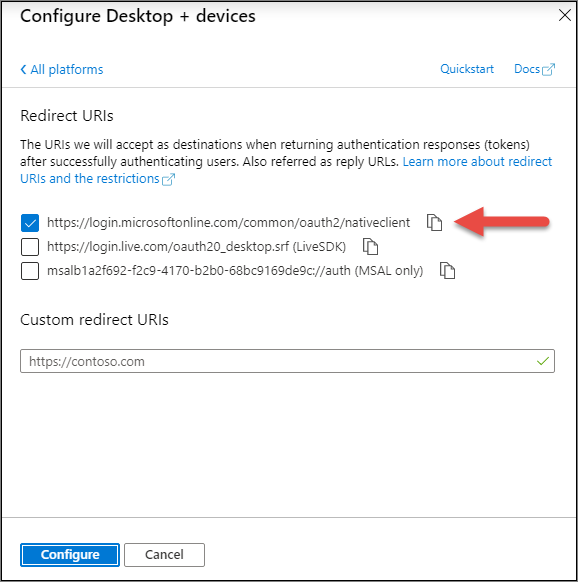 Configure Desktop + devices
All platforms
Quickstart
Docs
Redirect URIs
The URIs we will accept as destinations when returning authentication responses (tokens)
after successfully authenticating users. Also referred as reply URLs. Learn more about redirect
URIs and the restrictions
https://login.microsoftonline.com/common/oauth2/nativeclient
https://login.live.com/oauth20_desktop.srf (LiveSDK)
msalb1a2f692-f2c9-4170-b2b0-68bc9169de9c://auth (MSAL only)
Custom redirect URIs
https://contoso.com
Configure
Cancel